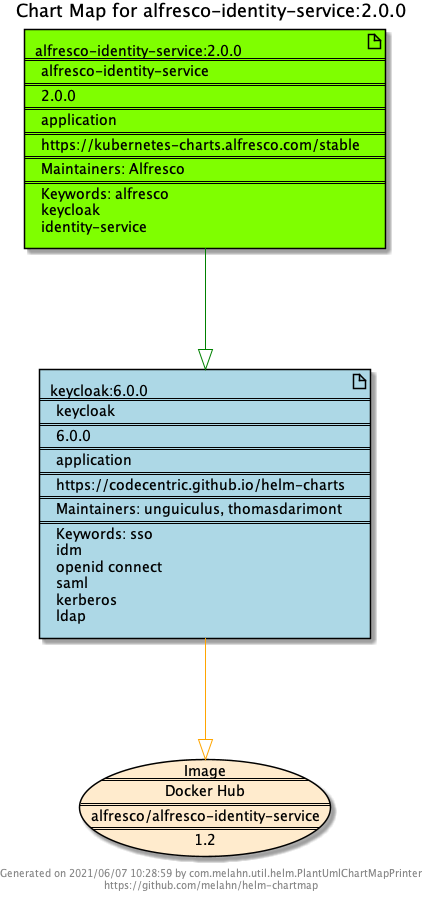 Chart Map for alfresco-identity-service:2.0.0
alfresco-identity-service:2.0.0
alfresco-identity-service
2.0.0
application
https://kubernetes-charts.alfresco.com/stable
Maintainers: Alfresco
Keywords: alfresco
keycloak
identity-service
keycloak:6.0.0
keycloak
6.0.0
application
https://codecentric.github.io/helm-charts
Maintainers: unguiculus, thomasdarimont
Keywords: sso
idm
openid connect
saml
kerberos
ldap
Image
Docker Hub
alfresco/alfresco-identity-service
1.2
Generated on 2021/06/07 10:28:59 by com.melahn.util.helm.PlantUmlChartMapPrinter
https://github.com/melahn/helm-chartmap